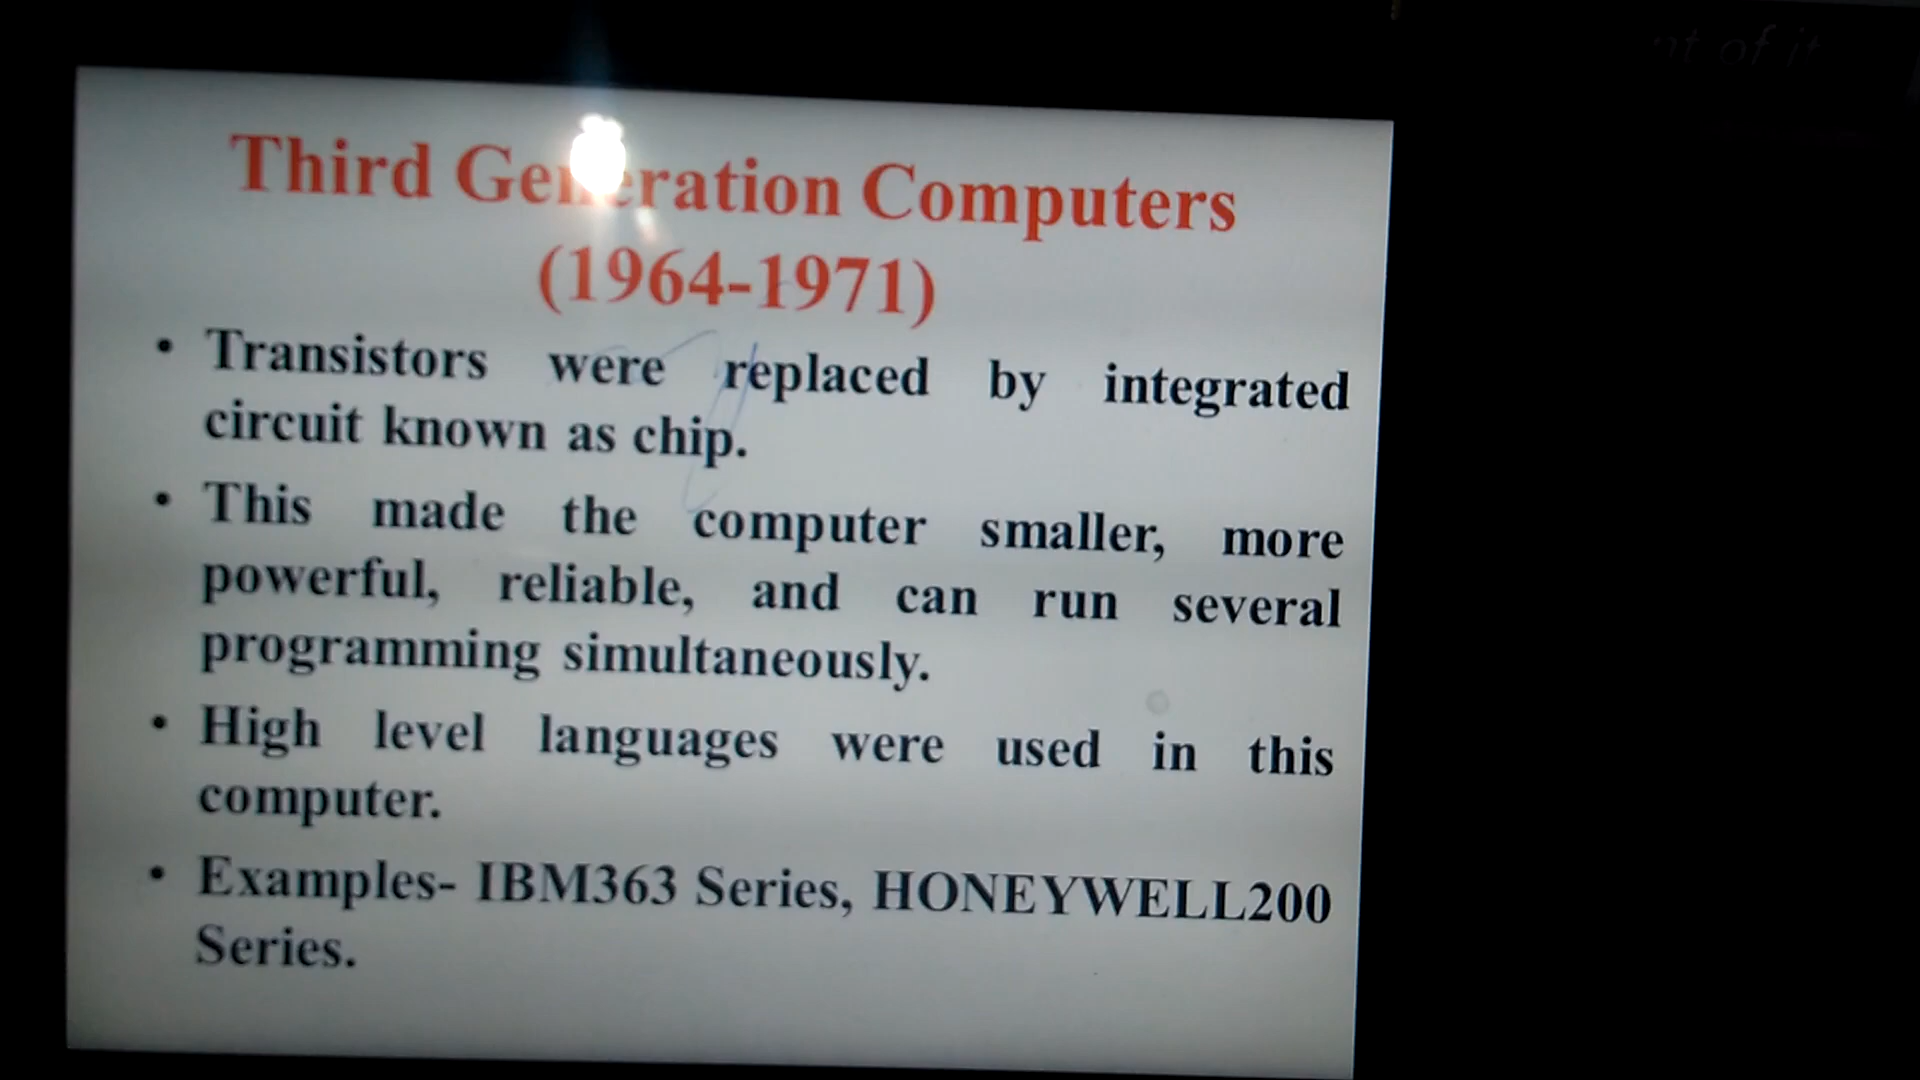 Third Generation Computers
(1964-1971)
• Transistors were replaced by integrated
circuit known as chip.
• This made the computer smaller, more
powerful, reliable, and can run several
programming simultaneously.
• High level languages were used in this
computer.
• Examples- IBM363 Series, HONEYWELL200
Series.
of it